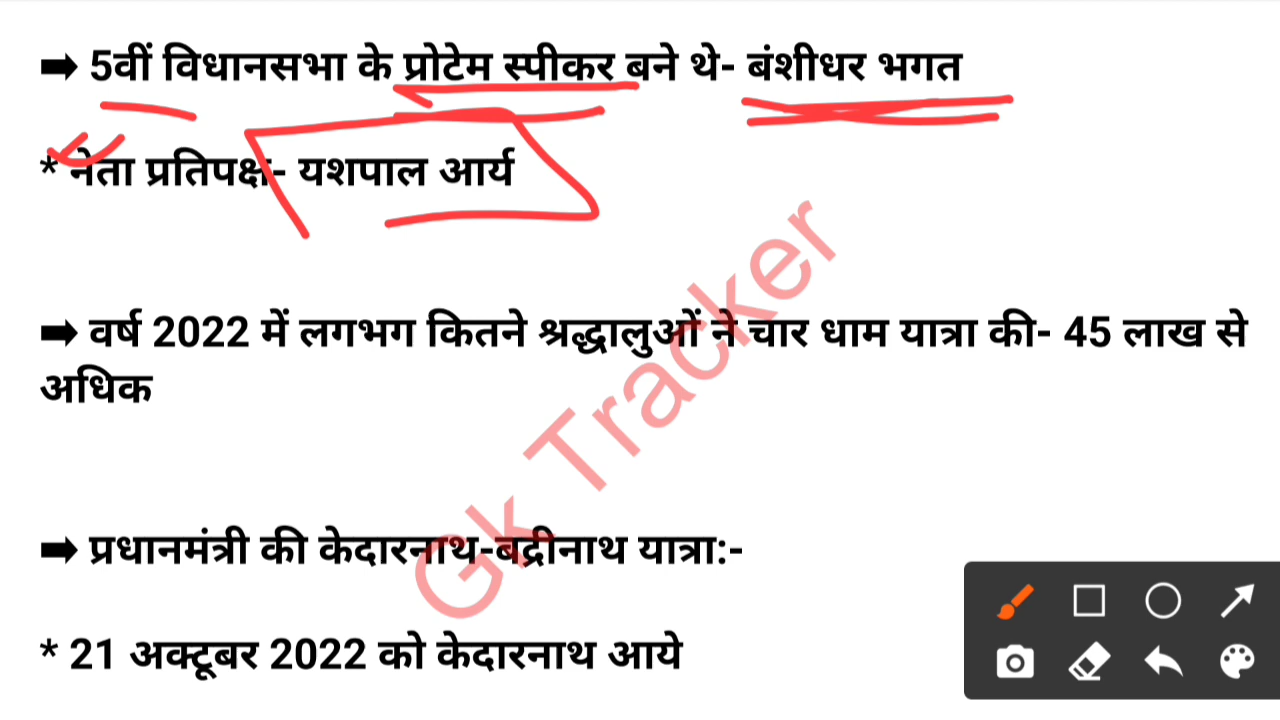 ➡ 5वीं विधानसभा के प्रोटेम स्पीकर बने थे- बंशीधर भगत
* नेता प्रतिपक्ष- यशपाल आर्य
➡ वर्ष 2022 में लगभग कितने श्रद्धालुओं ने चार धाम यात्रा की- 45 लाख से
अधिक
➡ प्रधानमंत्री की केदारनाथ-बद्रीनाथ यात्रा:-
* 21 अक्टूबर 2022 को केदारनाथ आये
Gk Tracker